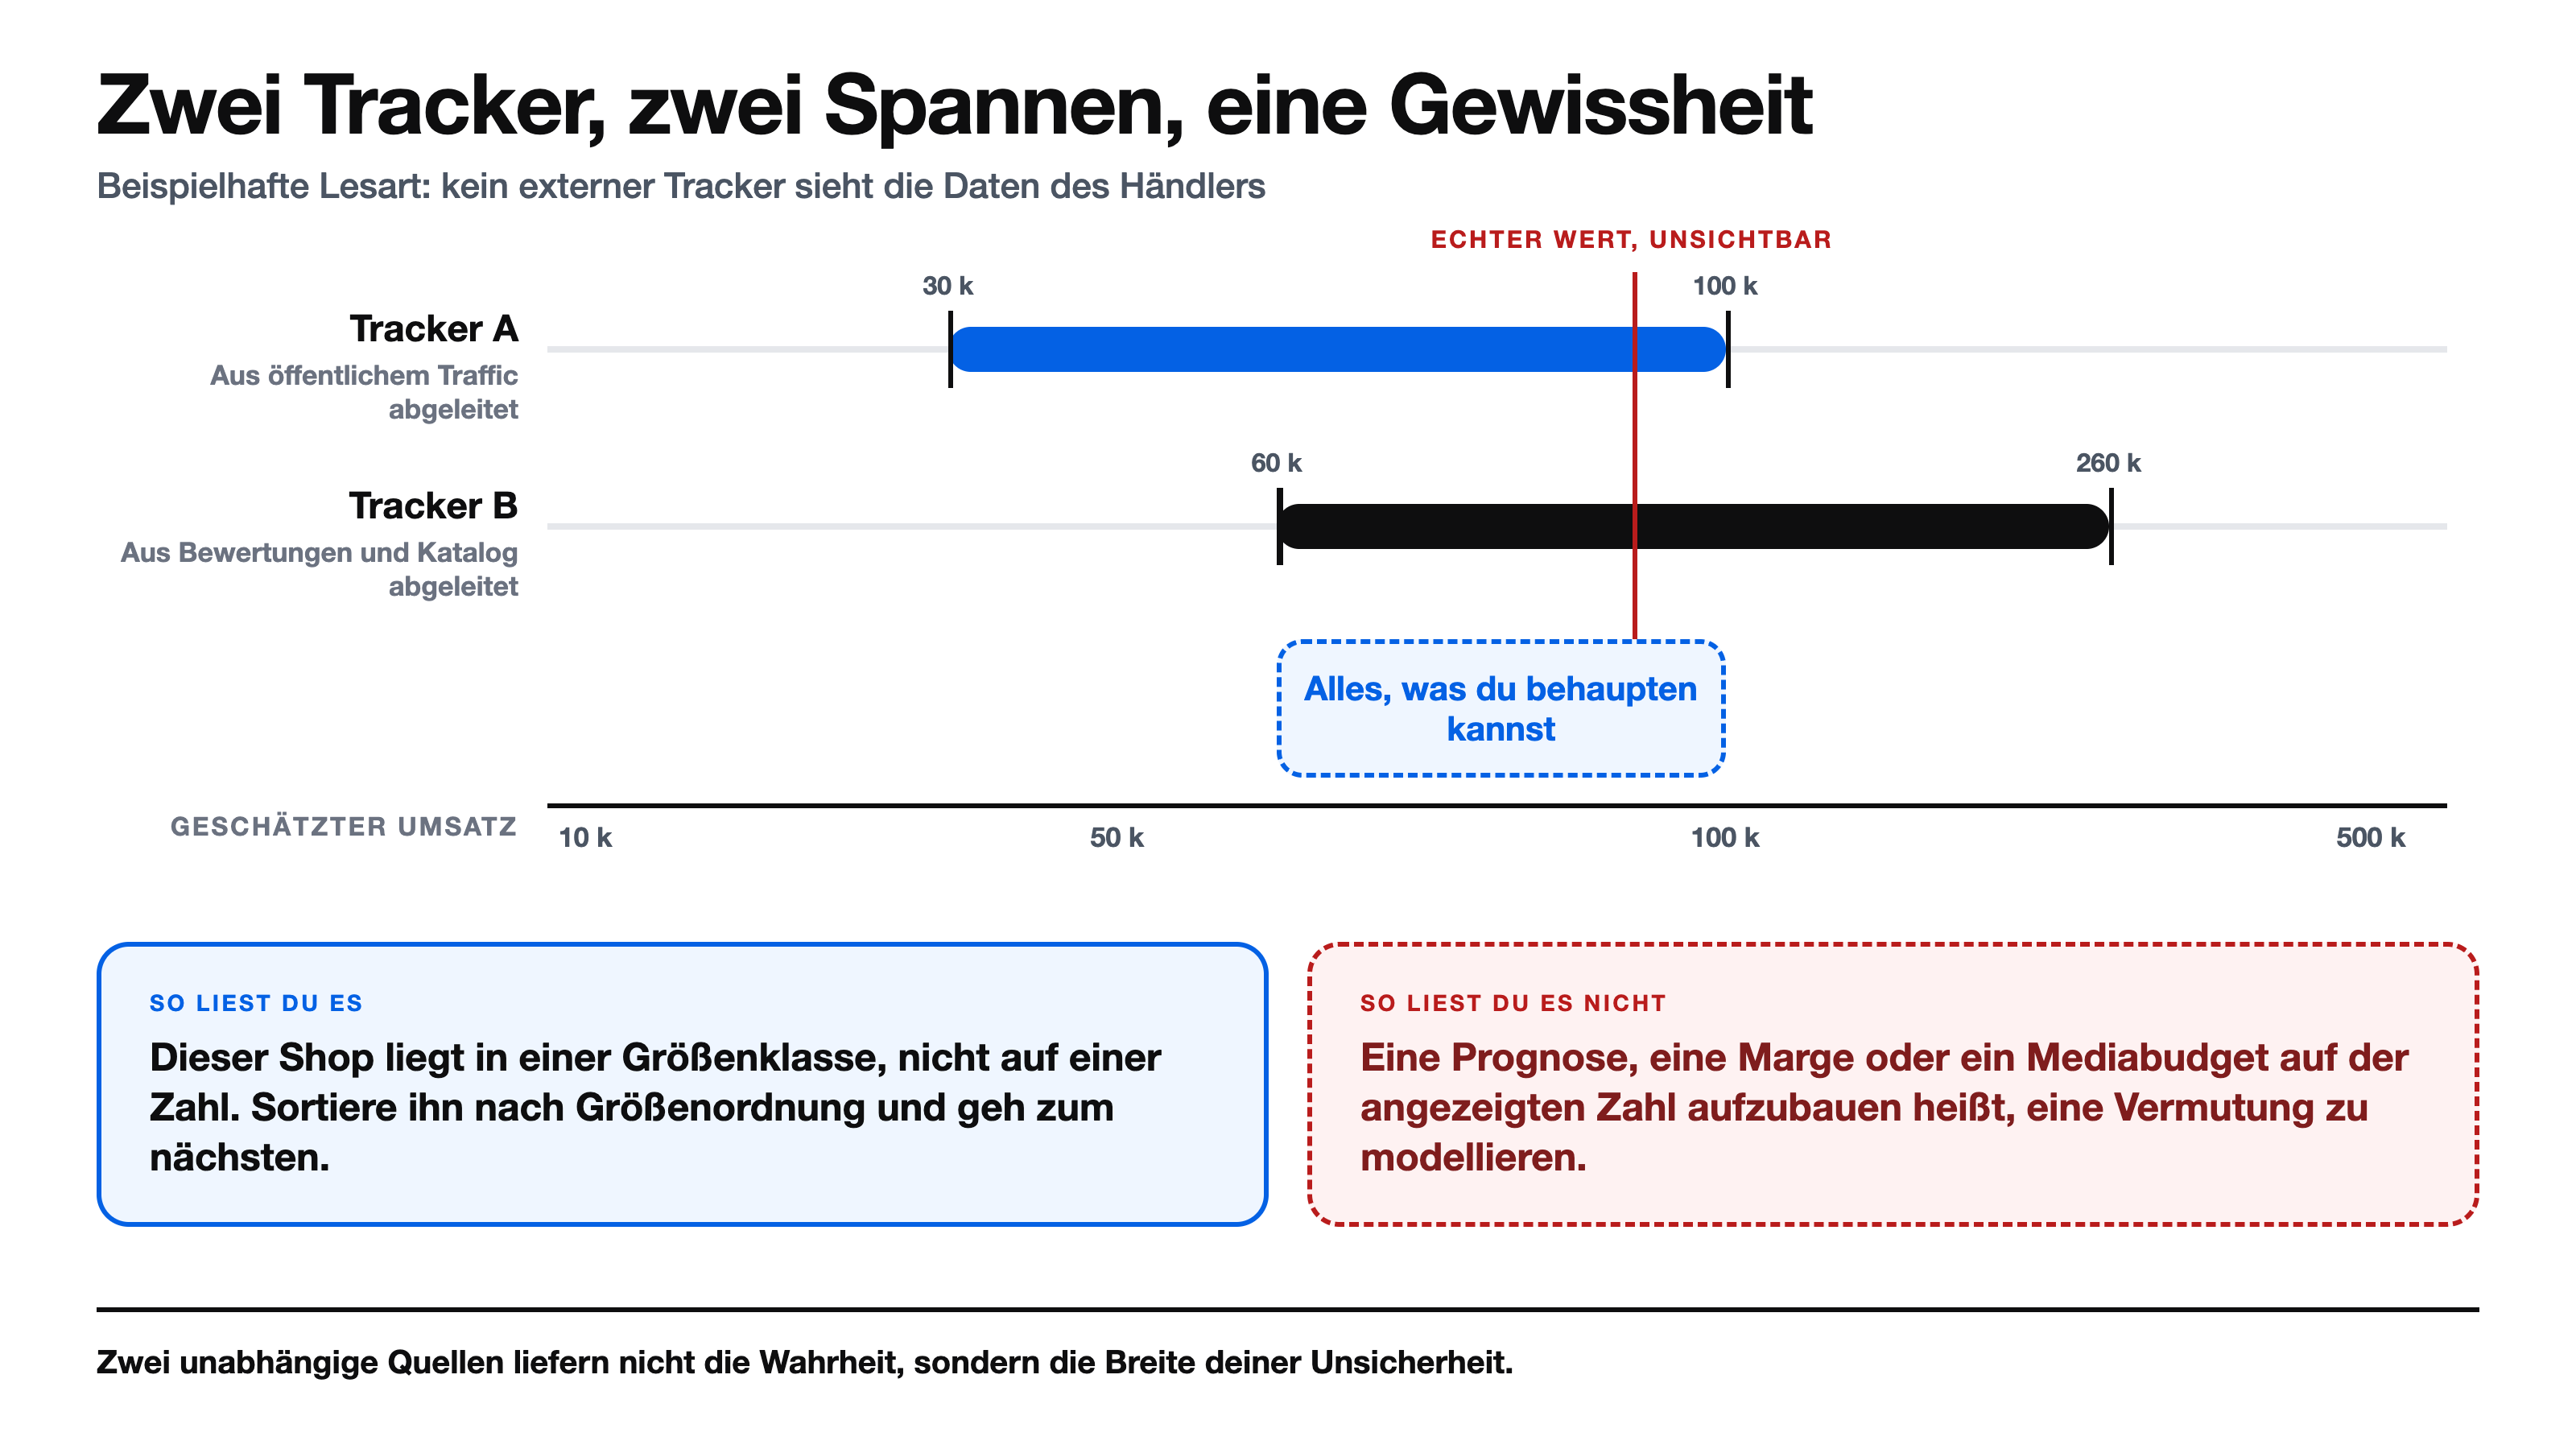 Zwei Tracker, zwei Spannen, eine Gewissheit
Beispielhafte Lesart: kein externer Tracker sieht die Daten des Händlers
ECHTER WERT, UNSICHTBAR
30 k
100 k
Tracker A
Aus öffentlichem Traffic
abgeleitet
60 k
260 k
Tracker B
Aus Bewertungen und Katalog
abgeleitet
Alles, was du behaupten
kannst
GESCHÄTZTER UMSATZ
10 k
50 k
100 k
500 k
SO LIEST DU ES
Dieser Shop liegt in einer Größenklasse, nicht auf einer
Zahl. Sortiere ihn nach Größenordnung und geh zum
nächsten.
SO LIEST DU ES NICHT
Eine Prognose, eine Marge oder ein Mediabudget auf der
angezeigten Zahl aufzubauen heißt, eine Vermutung zu
modellieren.
Zwei unabhängige Quellen liefern nicht die Wahrheit, sondern die Breite deiner Unsicherheit.